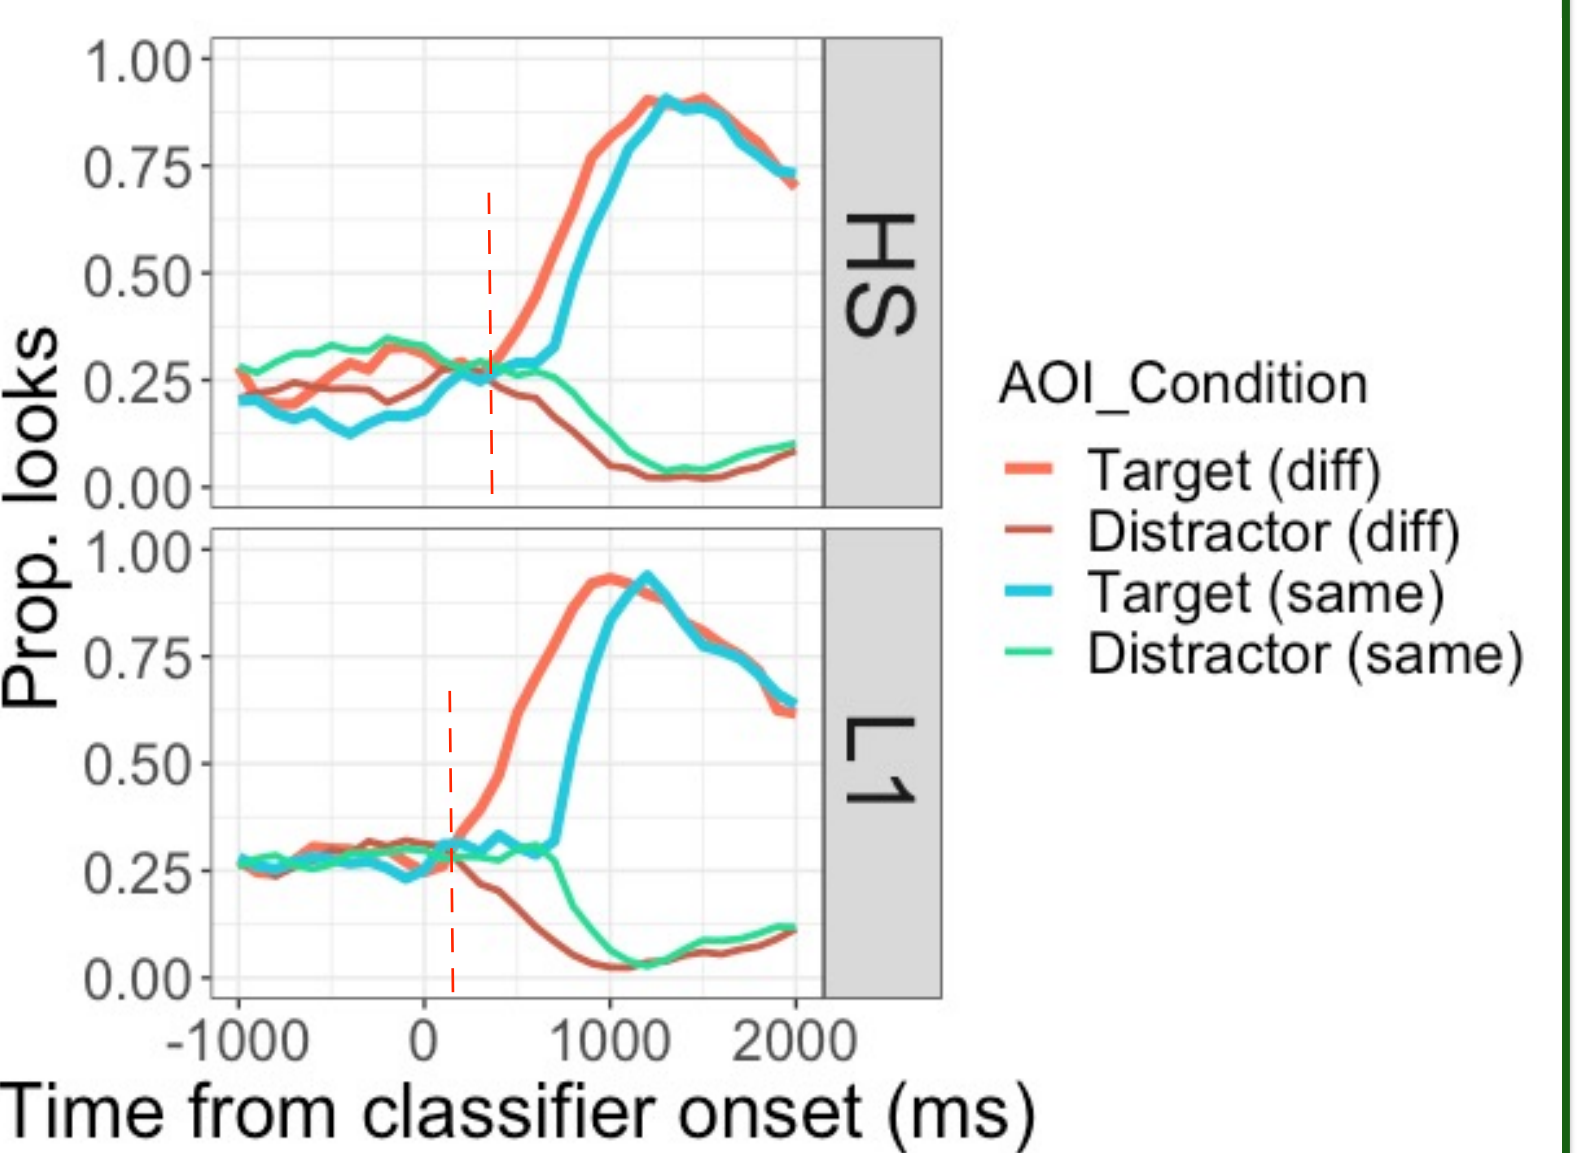 1.00
0.75
0.50
0.25
0.00
HS
1.00
0.75
0.50
0.25
0.00
L1
Prop. looks
-1000 0 1000 2000
Time from classifier onset (ms)
AOI_Condition
Target (diff)
Distractor (diff)
Target (same)
Distractor (same)